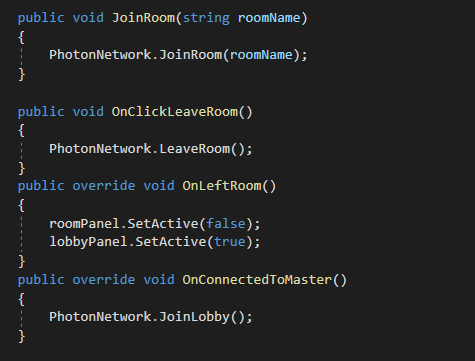 public void JoinRoom(string roomName)
{
    PhotonNetwork.JoinRoom(roomName);
}
public void OnClickLeaveRoom()
{
    PhotonNetwork.LeaveRoom();
}
public override void OnLeftRoom()
{
    roomPanel.SetActive(false);
    lobbyPanel.SetActive(true);
}
public override void OnConnectedToMaster()
{
    PhotonNetwork.JoinLobby();
}